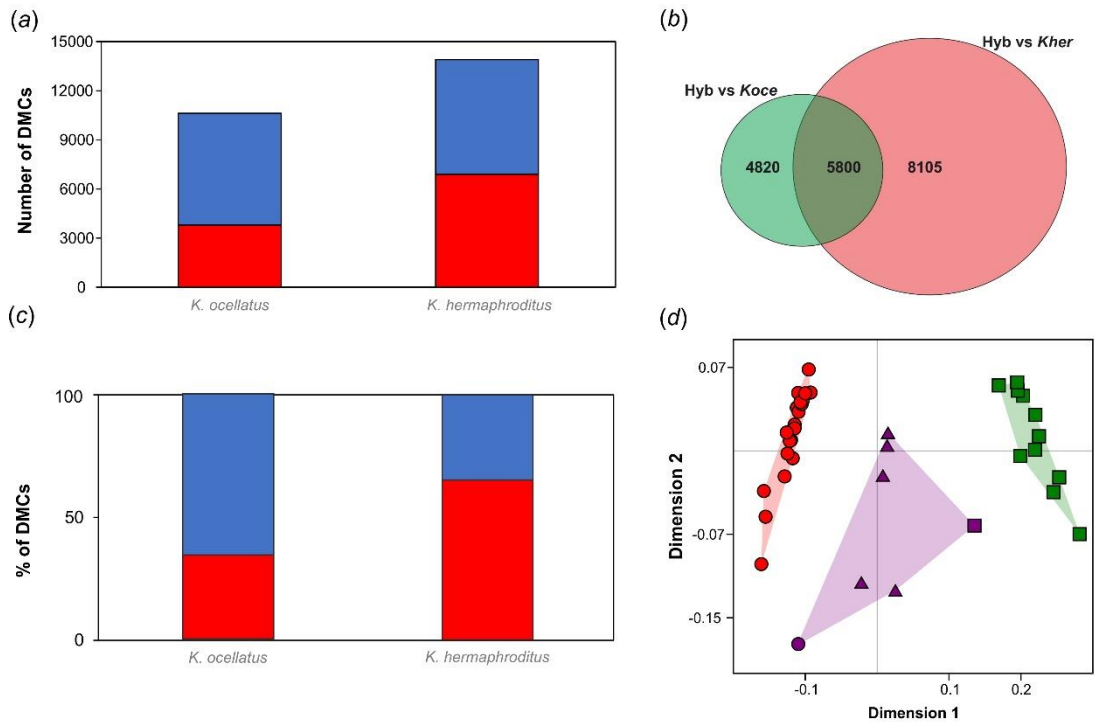 (a)
15000
12000
9000
6000
3000
0
Number of DMCs
K. ocellatus
K. hermaphroditus
(b)
Hyb vs Kher
Hyb vs Koce
4820
5800
8105
(c)
100
50
0
% of DMCs
K. ocellatus
K. hermaphroditus
(d)
0.07
-0.07
-0.15
Dimension 2
-0.1
0.1
0.2
Dimension 1